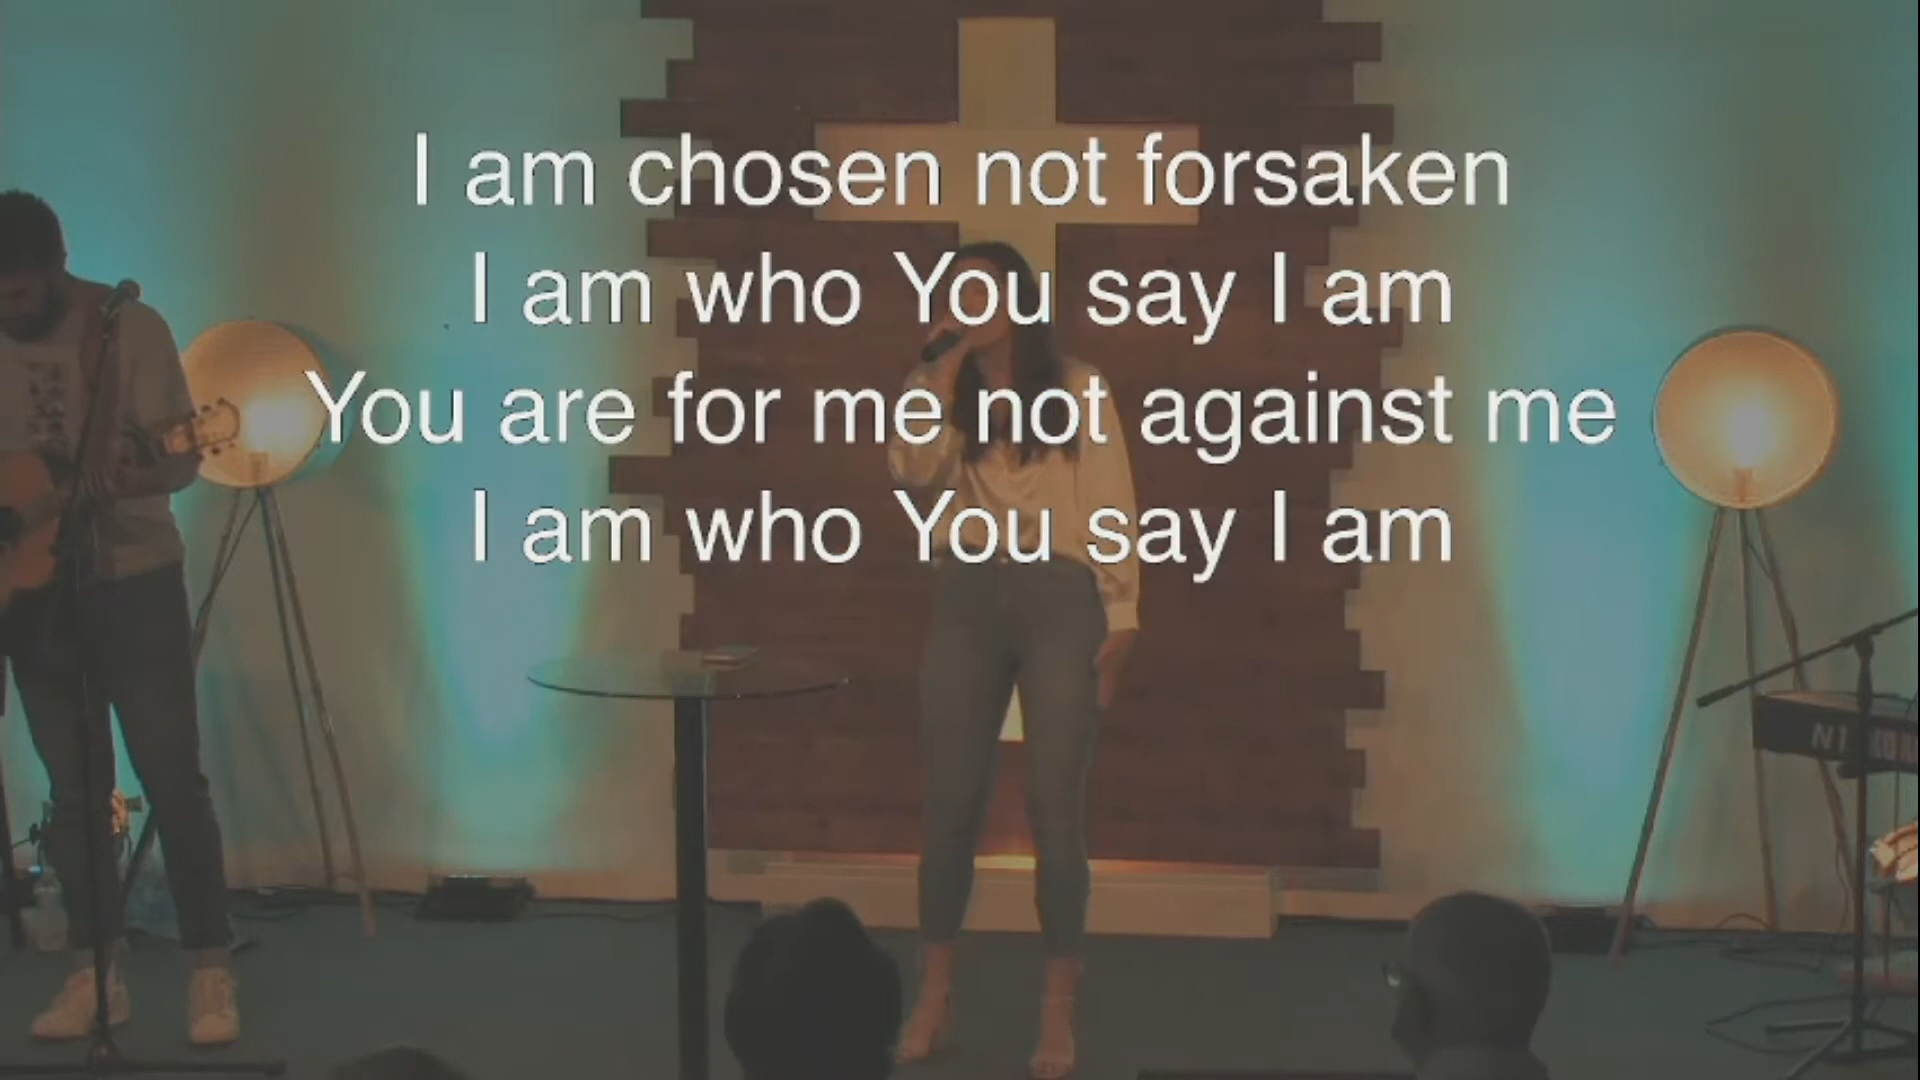 I am chosen not forsaken
I am who You say I am
You are for me not against me
I am who You say I am